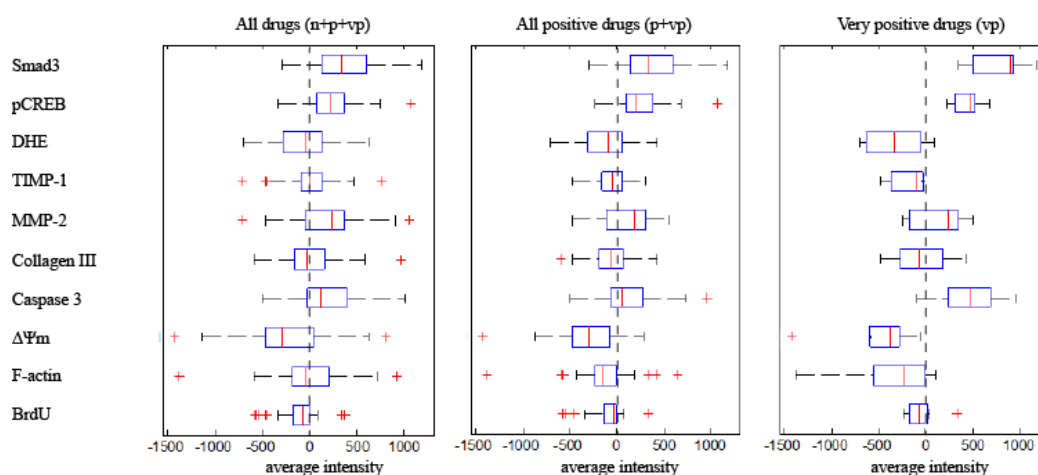 All drugs (n+p+vp)
All positive drugs (p+vp)
Very positive drugs (vp)
Smad3
pCREB
DHE
TIMP-1
MMP-2
Collagen III
Caspase 3
ΔΨm
F-actin
BrdU
-1500 -1000 -500 0 500 1000
-1500 -1000 -500 0 500 1000
-1500 -1000 -500 0 500 1000
average intensity
average intensity
average intensity